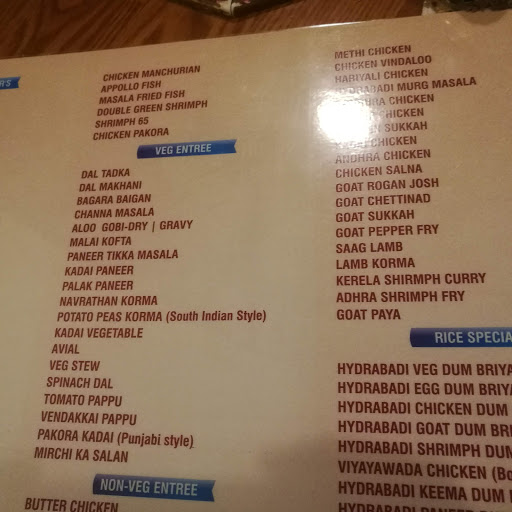 CHICKEN MANCHURIAN
APPOLLO FISH
MASALA FRIED FISH
DOUBLE GREEN SHRIMPH
SHRIMPH 65
CHICKEN PAKORA
VEG ENTREE
DAL TADKA
DAL MAKHANI
BAGARA BAIGAN
CHANNA MASALA
ALOO GOBI-DRY | GRAVY
MALAI KOFTA
PANEER TIKKA MASALA
KADAI PANEER
PALAK PANEER
NAVRATHAN KORMA
POTATO PEAS KORMA (South Indian Style)
KADAI VEGETABLE
AVIAL
VEG STEW
SPINACH DAL
TOMATO PAPPU
VENDAKKAI PAPPU
PAKORA KADAI (Punjabi style)
MIRCHI KA SALAN
NON-VEG ENTREE
BUTTER CHICKEN
METHI CHICKEN
CHICKEN VINDALOO
HARIYALI CHICKEN
HYDRABADI MURG MASALA
CHICKEN
SUKKAH
CHICKEN
ANDHRA CHICKEN
CHICKEN SALNA
GOAT ROGAN JOSH
GOAT CHETTINAD
GOAT SUKKAH
GOAT PEPPER FRY
SAAG LAMB
LAMB KORMA
KERELA SHIRMPH CURRY
ADHRA SHRIMPH FRY
GOAT PAYA
RICE SPECIA
HYDRABADI VEG DUM BRIYA
HYDRABADI EGG DUM BRIYA
HYDRABADI CHICKEN DUM
HYDRABADI GOAT DUM BRI
HYDRABADI SHRIMPH DUM
VIYAYAWADA CHICKEN (Bo
HYDRABADI KEEMA DUM